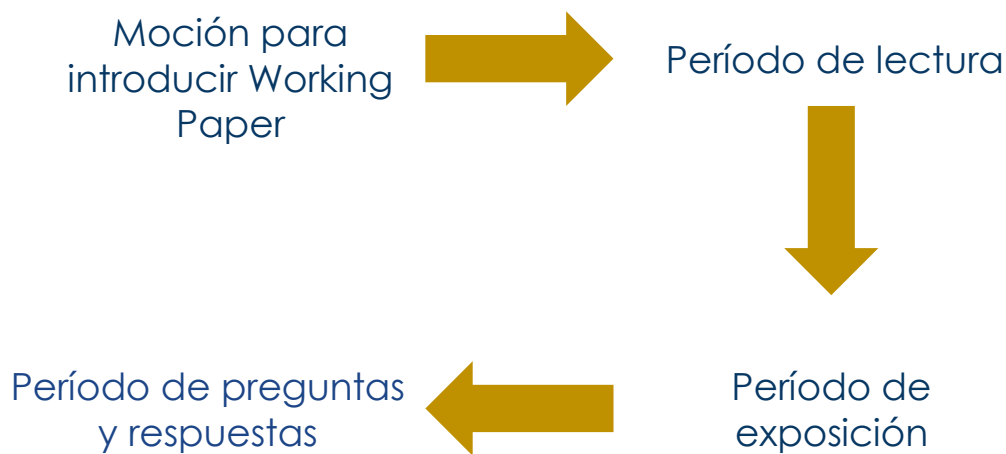 Moción para
introducir Working
Paper
Período de lectura
Período de
exposición
Período de preguntas
y respuestas